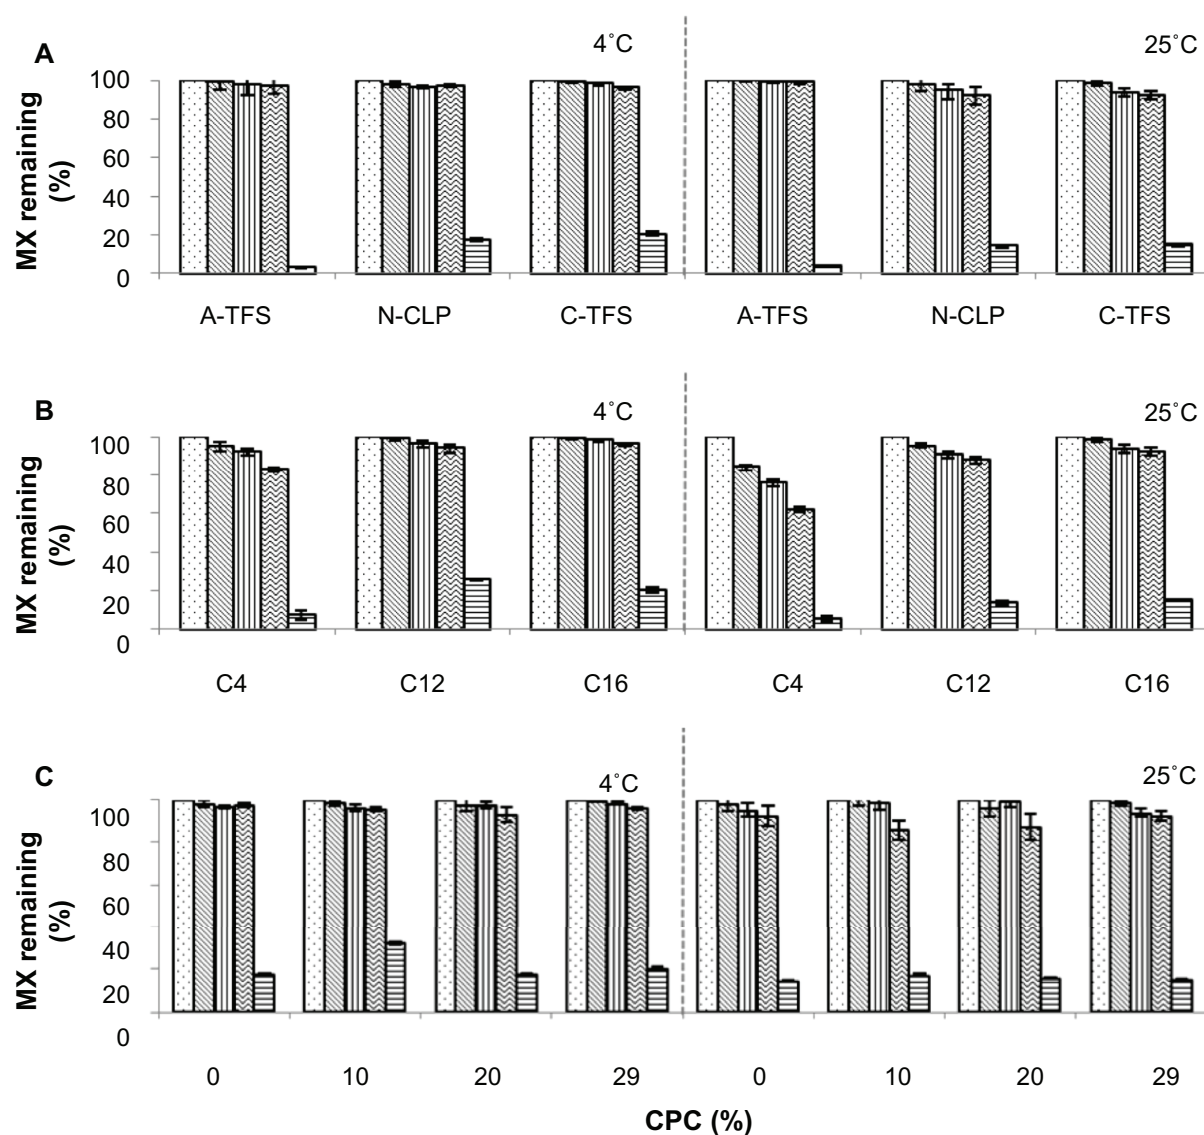 A
4˚C
25˚C
MX remaining
(%)
100
80
60
40
20
0
A-TFS
N-CLP
C-TFS
A-TFS
N-CLP
C-TFS
B
4˚C
25˚C
MX remaining
(%)
100
80
60
40
20
0
C4
C12
C16
C4
C12
C16
C
4˚C
25˚C
MX remaining
(%)
100
80
60
40
20
0
0
10
20
29
0
10
20
29
CPC (%)